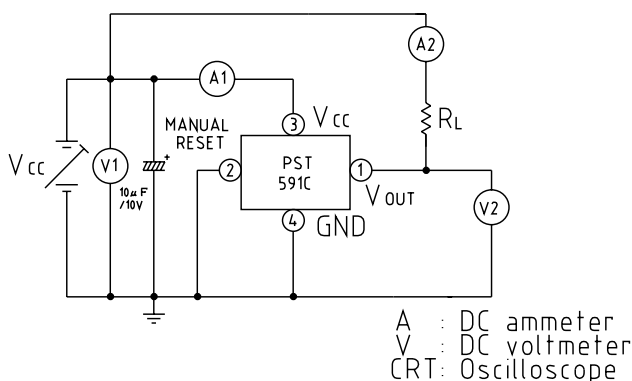 A2
A1
RL
MANUAL
RESET
3
VCC
VCC
V1
+
10μF
/10V
2
PST
591C
1
VOUT
V2
4
GND
A : DC ammeter
V : DC voltmeter
CRT: Oscilloscope